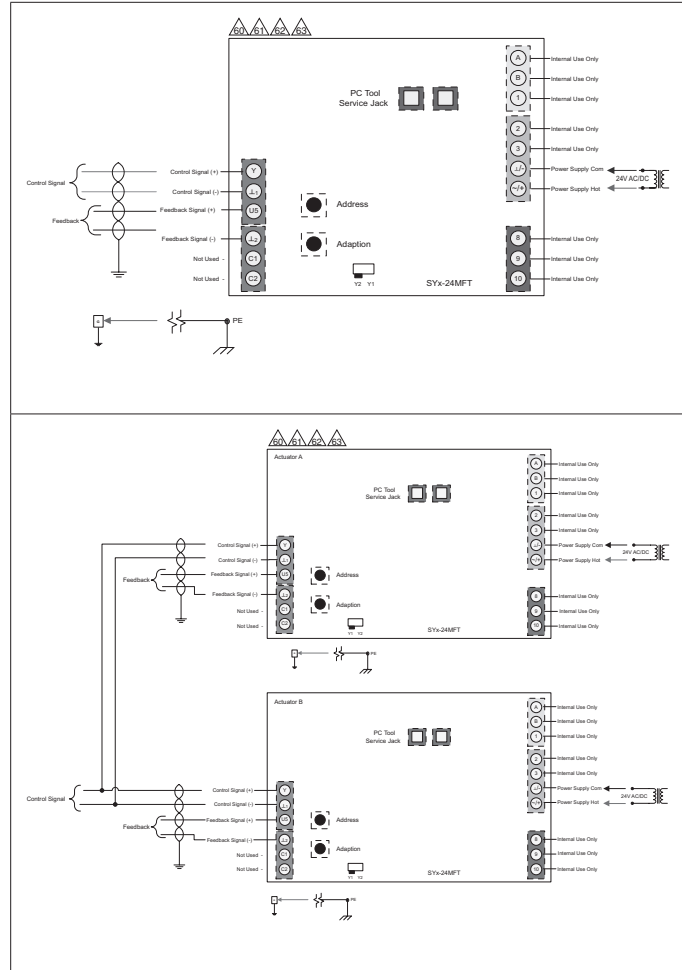 60 61 62 63
A Internal Use Only
B Internal Use Only
PC Tool
Service Jack
1 Internal Use Only
2 Internal Use Only
3 Internal Use Only
Control Signal
Control Signal (+) Y
⊥/- Power Supply Com
24V AC/DC
Control Signal (-) ⊥1
~/+ Power Supply Hot
Feedback
Feedback Signal (+) U5
Address
Feedback Signal (-) ⊥2
8 Internal Use Only
Adaption
Not Used - C1
9 Internal Use Only
Not Used - C2
Y2 Y1
SYx-24MFT
10 Internal Use Only
PE
60 61 62 63
Actuator A
A Internal Use Only
B Internal Use Only
PC Tool
Service Jack
1 Internal Use Only
2 Internal Use Only
3 Internal Use Only
Control Signal (+) Y
⊥/- Power Supply Com
24V AC/DC
Control Signal (-) ⊥1
~/+ Power Supply Hot
Feedback
Feedback Signal (+) U5
Address
Feedback Signal (-) ⊥2
8 Internal Use Only
Adaption
Not Used - C1
9 Internal Use Only
Not Used - C2
Y1 Y2
SYx-24MFT
10 Internal Use Only
PE
Actuator B
A Internal Use Only
B Internal Use Only
PC Tool
Service Jack
1 Internal Use Only
2 Internal Use Only
3 Internal Use Only
Control Signal
Control Signal (+) Y
⊥/- Power Supply Com
24V AC/DC
Control Signal (-) ⊥1
~/+ Power Supply Hot
Feedback
Feedback Signal (+) U5
Address
Feedback Signal (-) ⊥2
8 Internal Use Only
Adaption
Not Used - C1
9 Internal Use Only
Not Used - C2
Y1 Y2
SYx-24MFT
10 Internal Use Only
PE